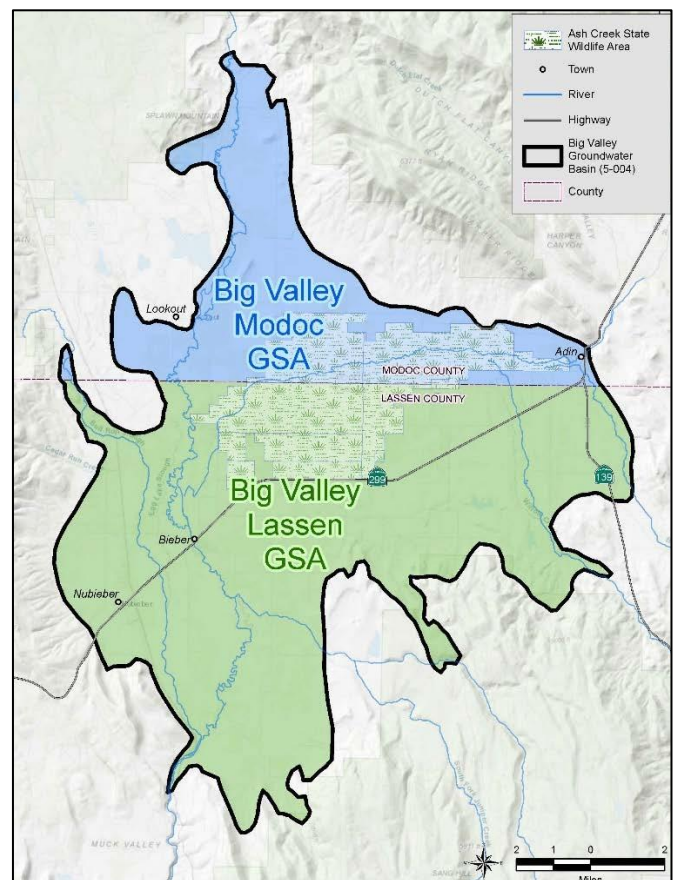 Ash Creek State
Wildlife Area
Town
River
Highway
Big Valley
Groundwater
Basin (5-004)
County
SPLAWN MOUNTAIN
HARPER
CANYON
Lookout
Big Valley
Modoc
GSA
Adin
MODOC COUNTY
LASSEN COUNTY
299
139
Big Valley
Lassen
GSA
Bieber
Nubieber
MUCK VALLEY
2 1 0 2
Miles